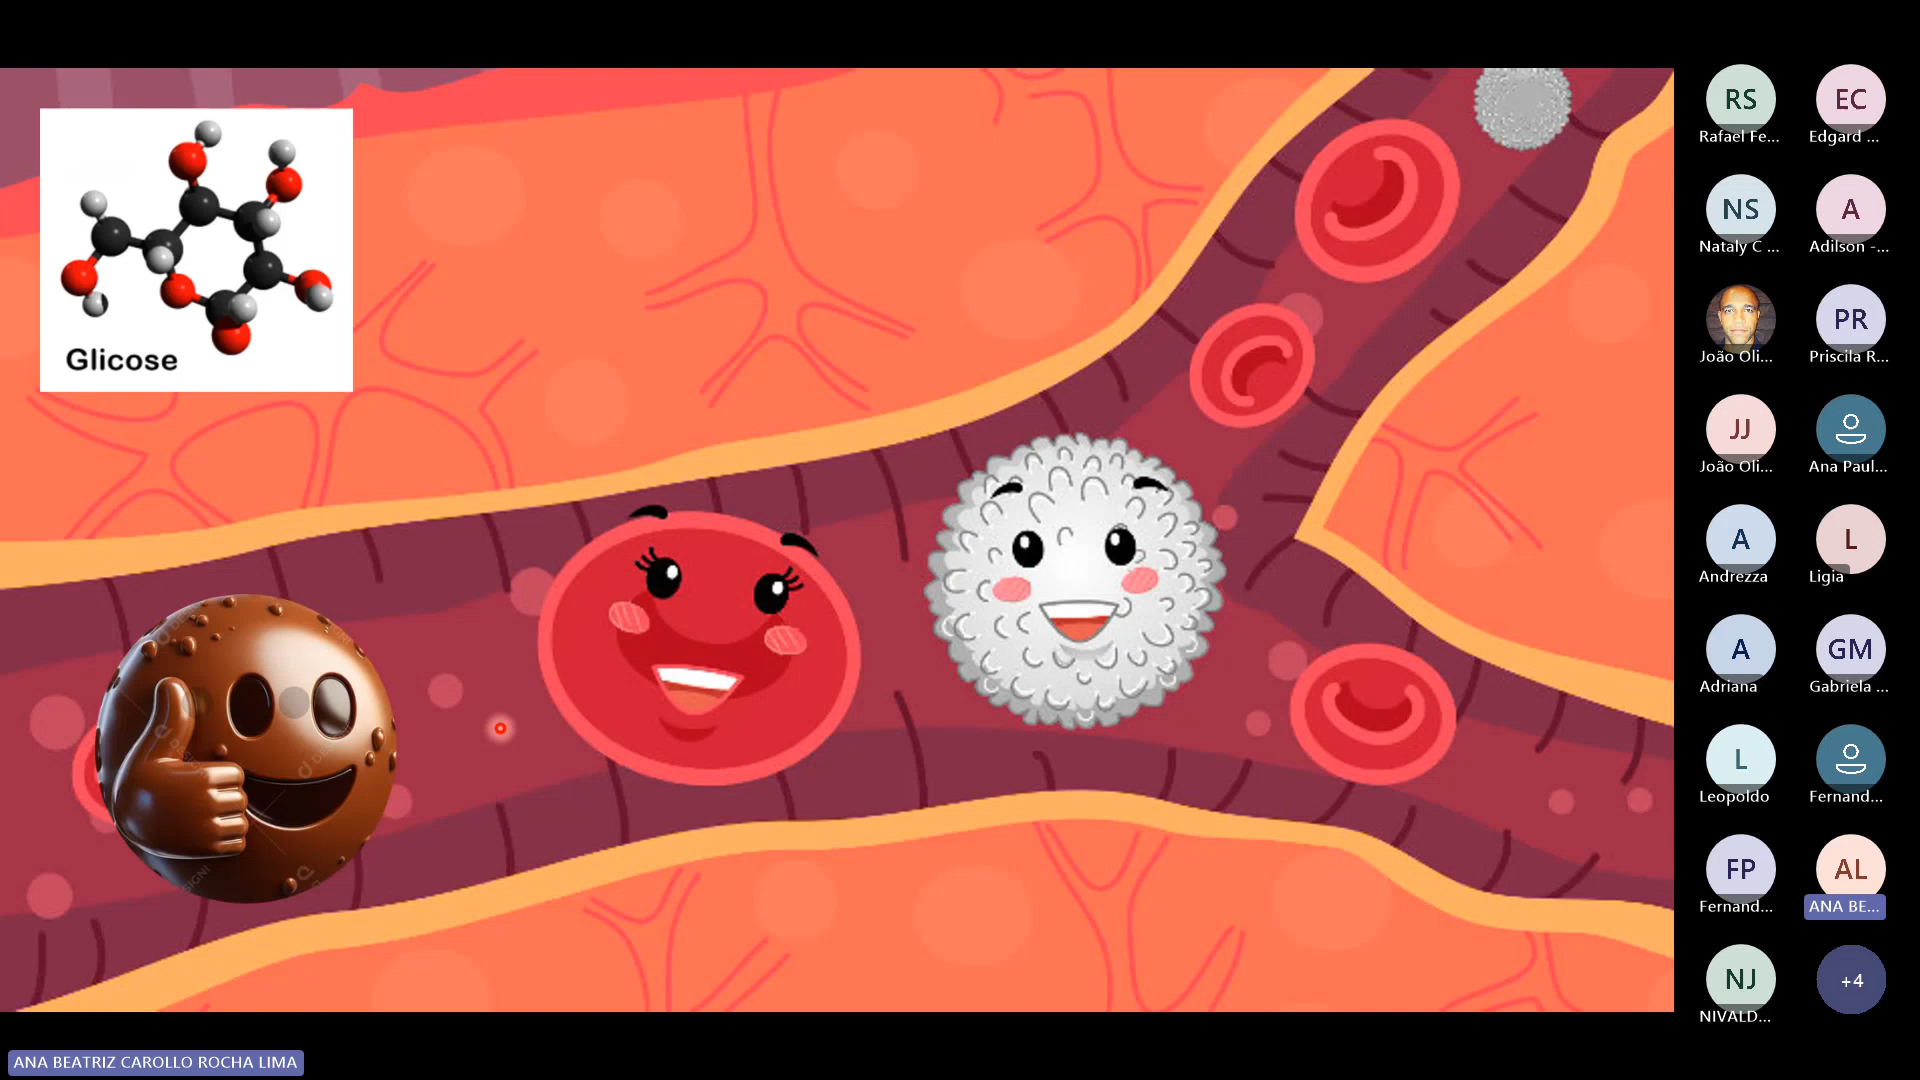 Glicose
RS
Rafael Fe...
EC
Edgard ...
NS
Nataly C ...
A
Adilson -...
João Oli...
PR
Priscila R...
JJ
João Oli...
Ana Paul...
A
Andrezza
L
Ligia
A
Adriana
GM
Gabriela ...
L
Leopoldo
Fernand...
FP
Fernand...
AL
ANA BE...
NJ
NIVALD...
+4
ANA BEATRIZ CAROLLO ROCHA LIMA